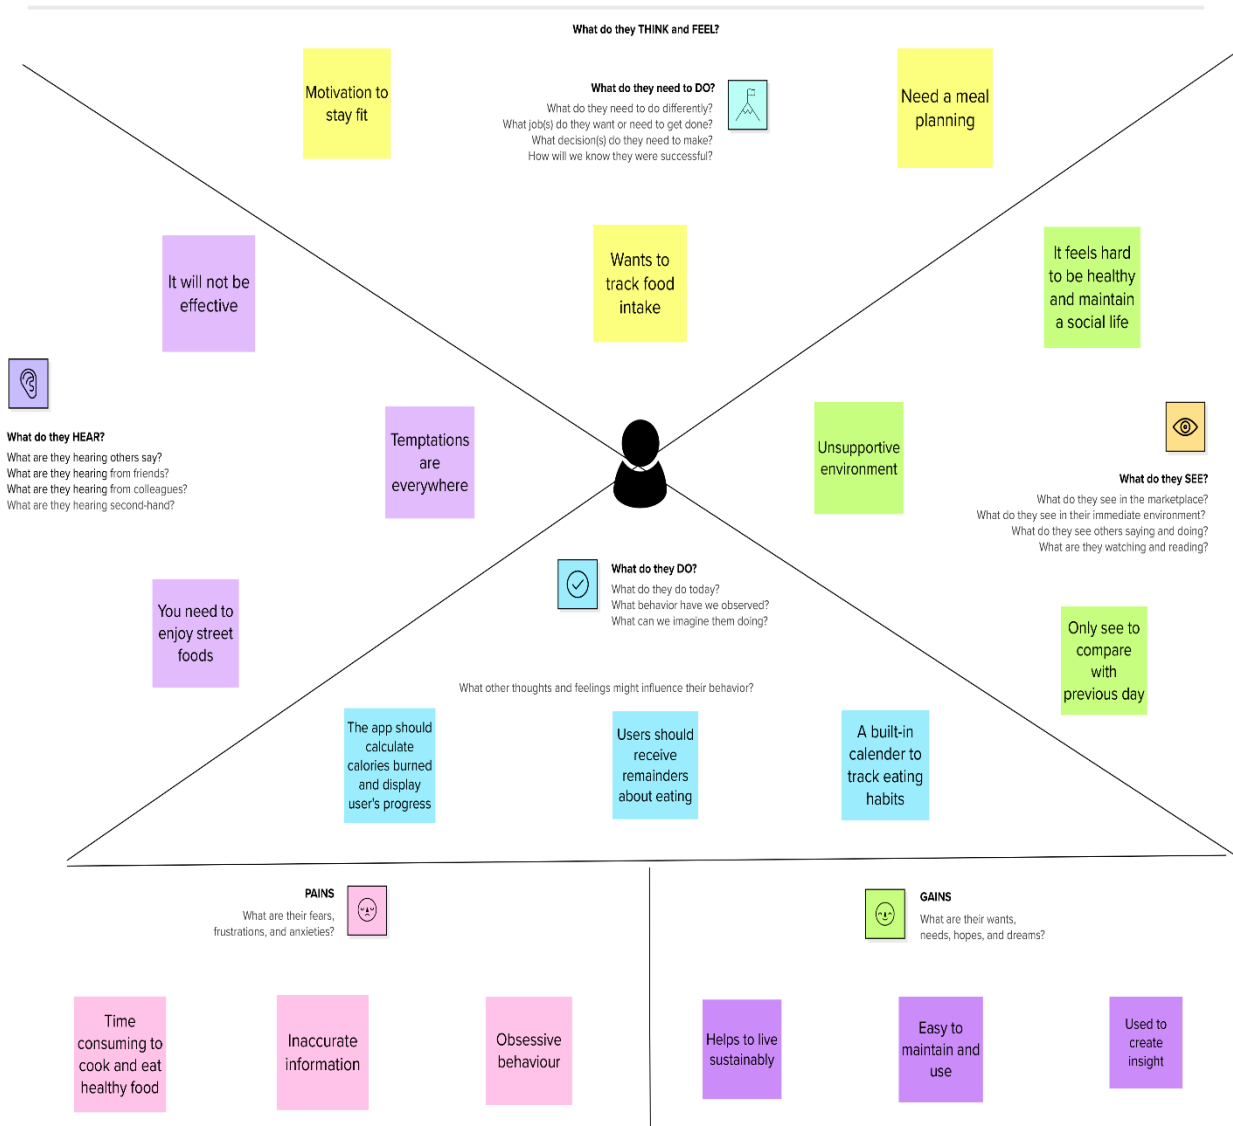 What do they THINK and FEEL?
Motivation to
stay fit
What do they need to DO?
What do they need to do differently?
What job(s) do they want or need to get done?
What decision(s) do they need to make?
How will we know they were successful?
Need a meal
planning
Wants to
track food
intake
It will not be
effective
Temptations
are
everywhere
What do they HEAR?
What are they hearing others say?
What are they hearing from friends?
What are they hearing from colleagues?
What are they hearing second-hand?
You need to
enjoy street
foods
It feels hard
to be healthy
and maintain
a social life
Unsupportive
environment
What do they SEE?
What do they see in the marketplace?
What do they see in their immediate environment?
What do they see others saying and doing?
What are they watching and reading?
Only see to
compare
with
previous day
What do they DO?
What do they do today?
What behavior have we observed?
What can we imagine them doing?
What other thoughts and feelings might influence their behavior?
The app should
calculate
calories burned
and display
user's progress
Users should
receive
remainders
about eating
A built-in
calender to
track eating
habits
PAINS
What are their fears,
frustrations, and anxieties?
Time
consuming to
cook and eat
healthy food
Inaccurate
information
Obsessive
behaviour
GAINS
What are their wants,
needs, hopes, and dreams?
Helps to live
sustainably
Easy to
maintain and
use
Used to
create
insight